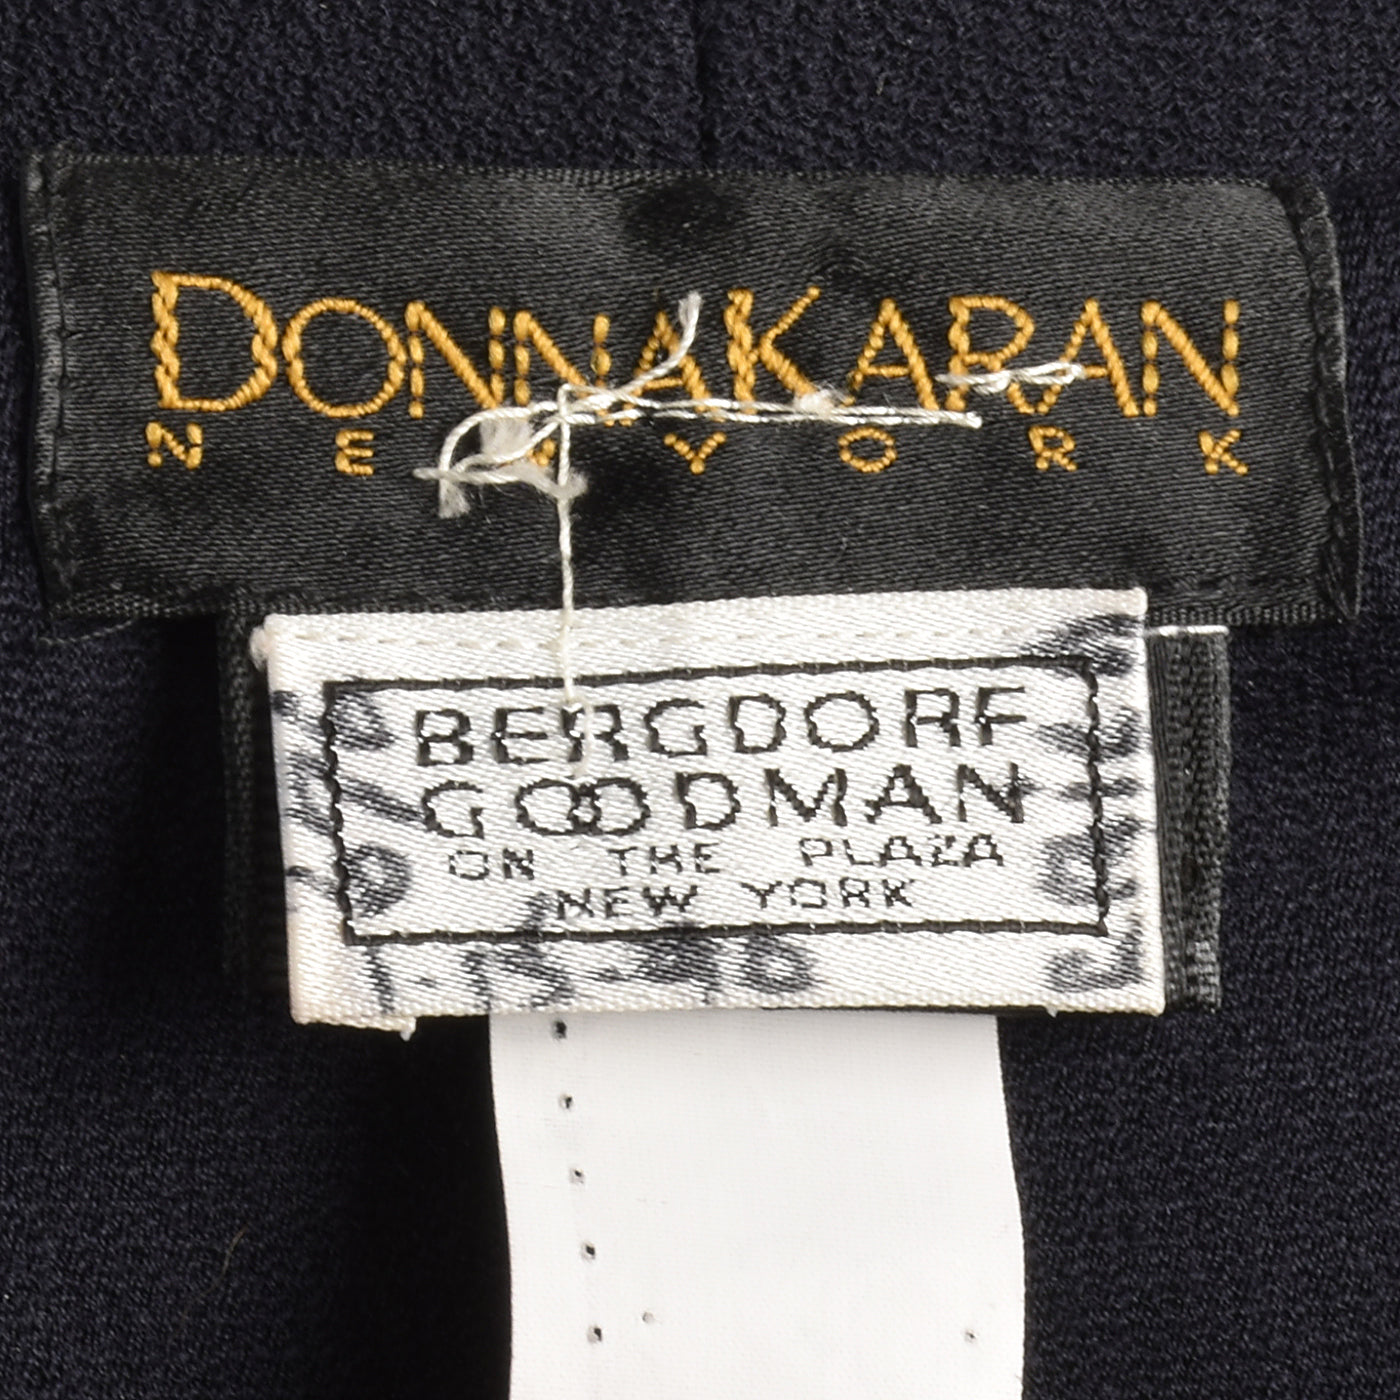 DONNAKARAN
NEW YORK
BERGDORF
GOODMAN
ON THE PLAZA
NEW YORK